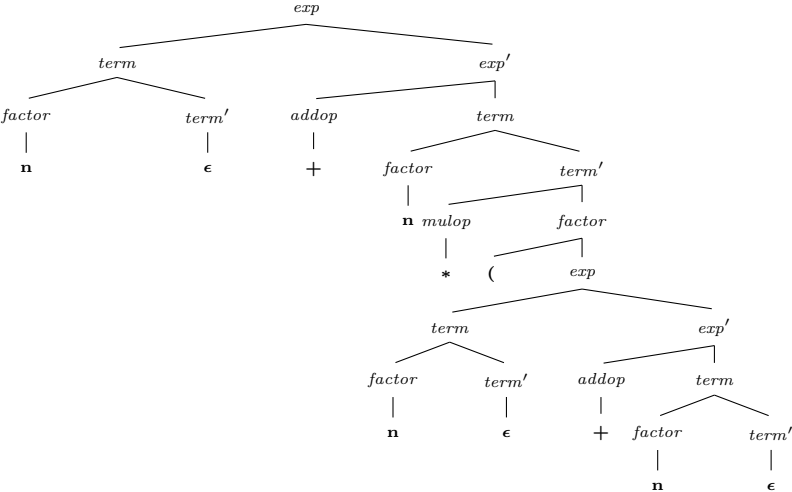 exp
term exp′
factor term′ addop term
n ϵ + factor term′
n mulop factor
∗ ( exp
term exp′
factor term′ addop term
n ϵ + factor term′
n ϵ